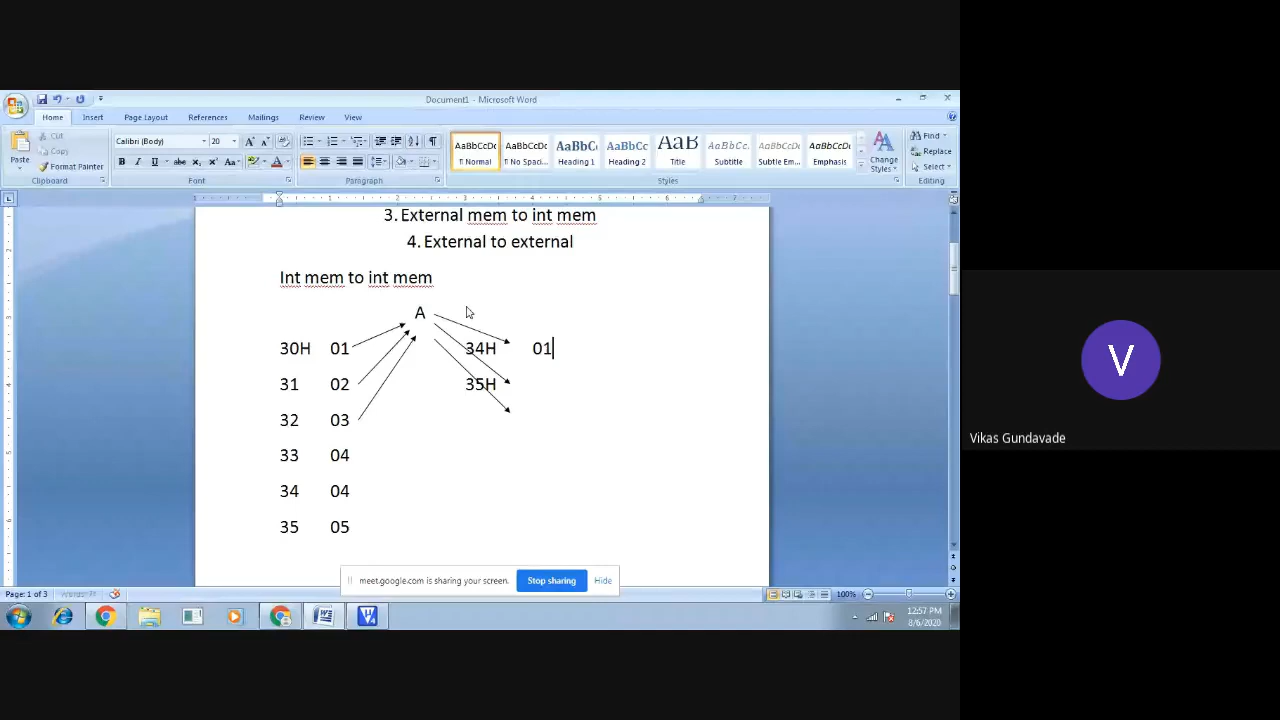 Document1 - Microsoft Word
Home Insert Page Layout References Mailings Review View
Cut
Copy
Paste
Format Painter
Clipboard
Calibri (Body) 20
Font
Paragraph
AaBbCcDc AaBbCcDc AaBbC AaBbCc AaB AaBbCc. AaBbCcDc AaBbCcDc
¶ Normal ¶ No Spaci... Heading 1 Heading 2 Title Subtitle Subtle Em... Emphasis
Change Styles
Styles
Find
Replace
Select
Editing
3. External mem to int mem
4. External to external
Int mem to int mem
A
30H 01 34H 01
31 02 35H
32 03
33 04
34 04
35 05
meet.google.com is sharing your screen. Stop sharing Hide
Page: 1 of 3 100%
12:57 PM
8/6/2020
V
Vikas Gundavade